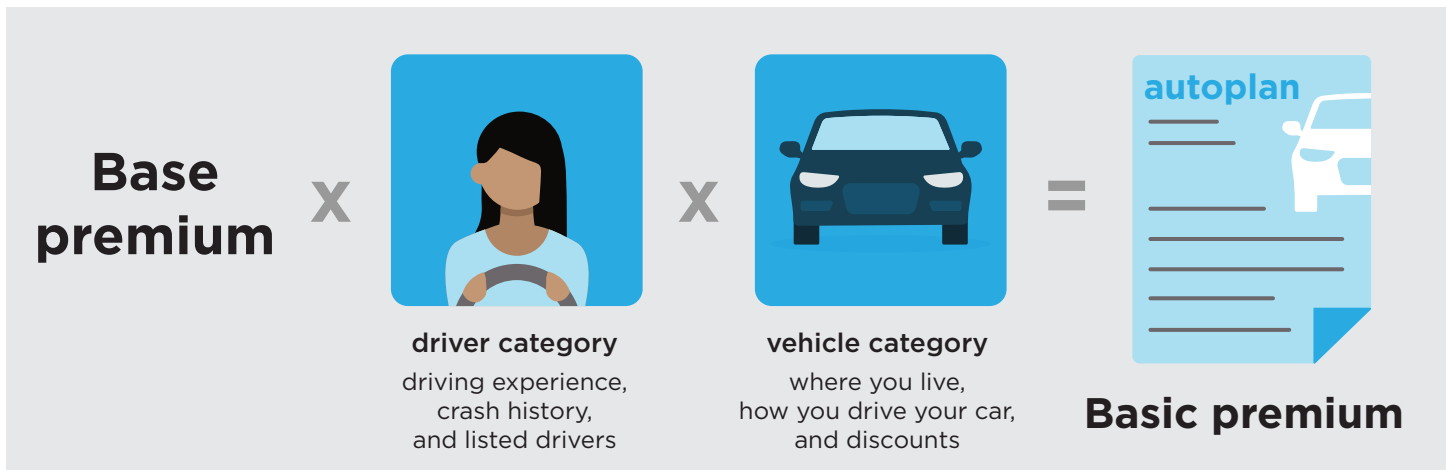 Base
premium
x
driver category
driving experience,
crash history,
and listed drivers
x
vehicle category
where you live,
how you drive your car,
and discounts
=
autoplan
Basic premium